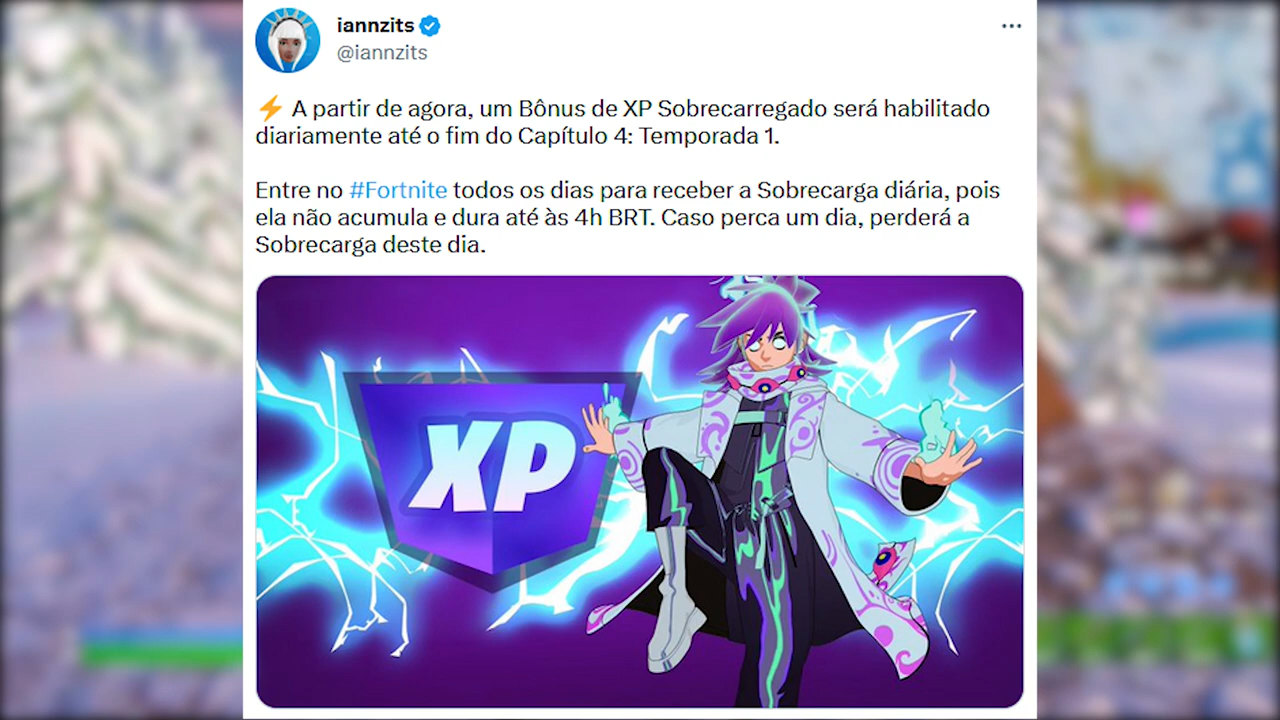 iannzits
@iannzits
⚡ A partir de agora, um Bônus de XP Sobrecarregado será habilitado
diariamente até o fim do Capítulo 4: Temporada 1.
Entre no #Fortnite todos os dias para receber a Sobrecarga diária, pois
ela não acumula e dura até às 4h BRT. Caso perca um dia, perderá a
Sobrecarga deste dia.
XP